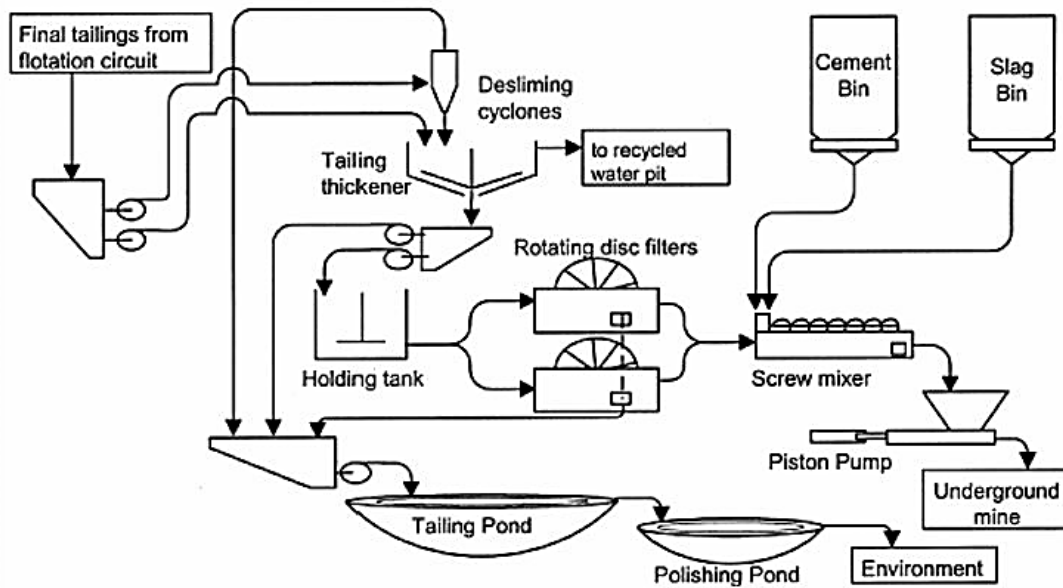 Final tailings from
flotation circuit
Cement
Bin
Slag
Bin
Desliming
cyclones
Tailing
thickener
to recycled
water pit
Rotating disc filters
Holding tank
Screw mixer
Piston Pump
Underground
mine
Tailing Pond
Polishing Pond
Environment